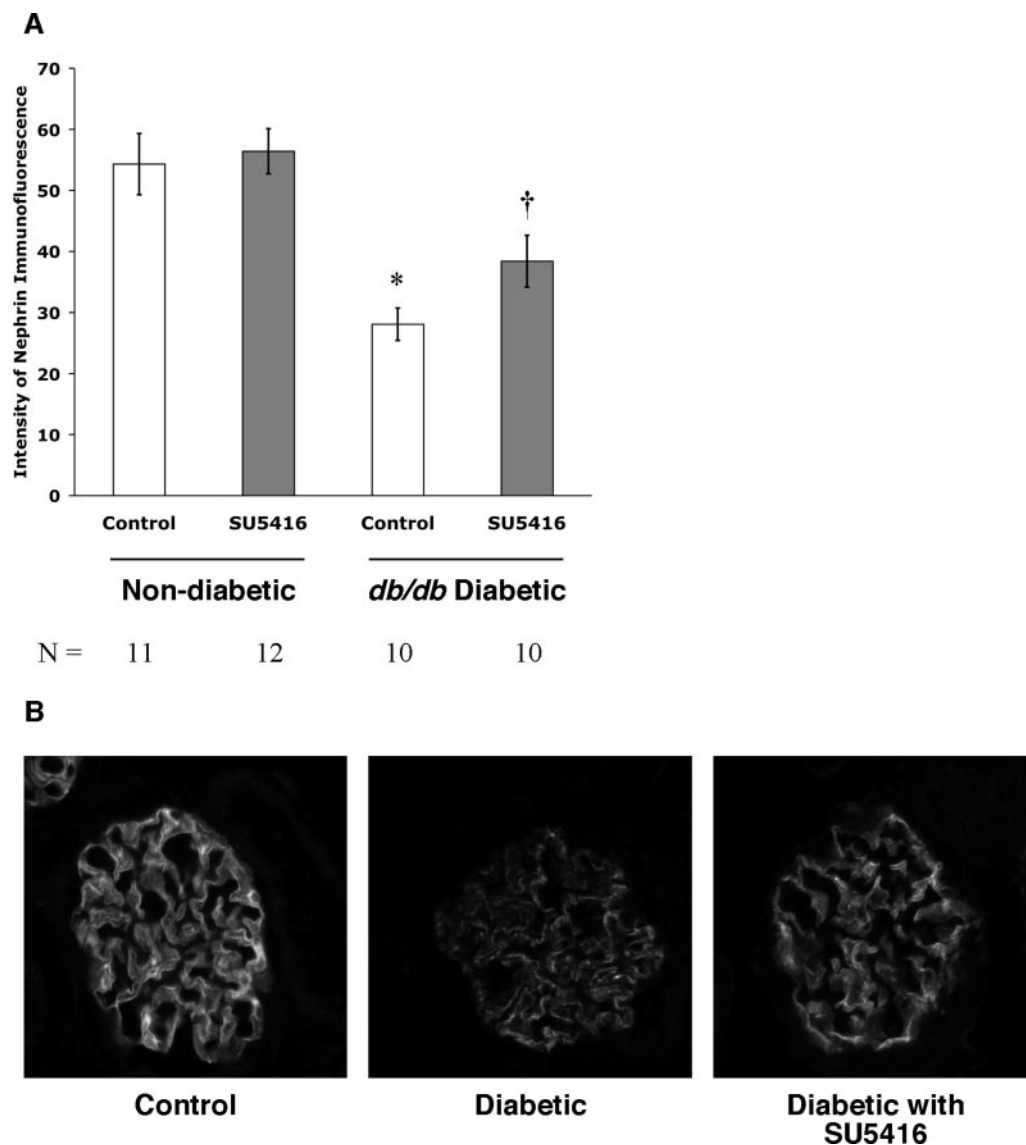 A
Intensity of Nephrin Immunofluorescence
70
60
50
40
30
20
10
0
*
†
Control SU5416 Control SU5416
Non-diabetic db/db Diabetic
N = 11 12 10 10
B
Control Diabetic Diabetic with
SU5416